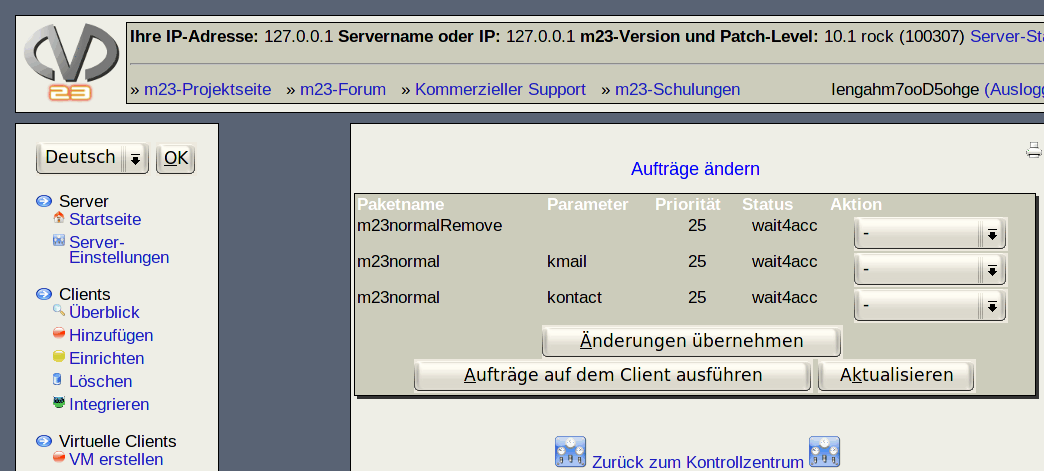 23
Ihre IP-Adresse: 127.0.0.1 Servername oder IP: 127.0.0.1 m23-Version und Patch-Level: 10.1 rock (100307) Server-Sta
» m23-Projektseite » m23-Forum » Kommerzieller Support » m23-Schulungen lengahm7ooD5ohge (Auslogg
Deutsch OK
Server
Startseite
Server-
Einstellungen
Clients
Überblick
Hinzufügen
Einrichten
Löschen
Integrieren
Virtuelle Clients
VM erstellen
Aufträge ändern
Paketname Parameter Priorität Status Aktion
m23normalRemove 25 wait4acc -
m23normal kmail 25 wait4acc -
m23normal kontact 25 wait4acc -
Änderungen übernehmen
Aufträge auf dem Client ausführen Aktualisieren
Zurück zum Kontrollzentrum